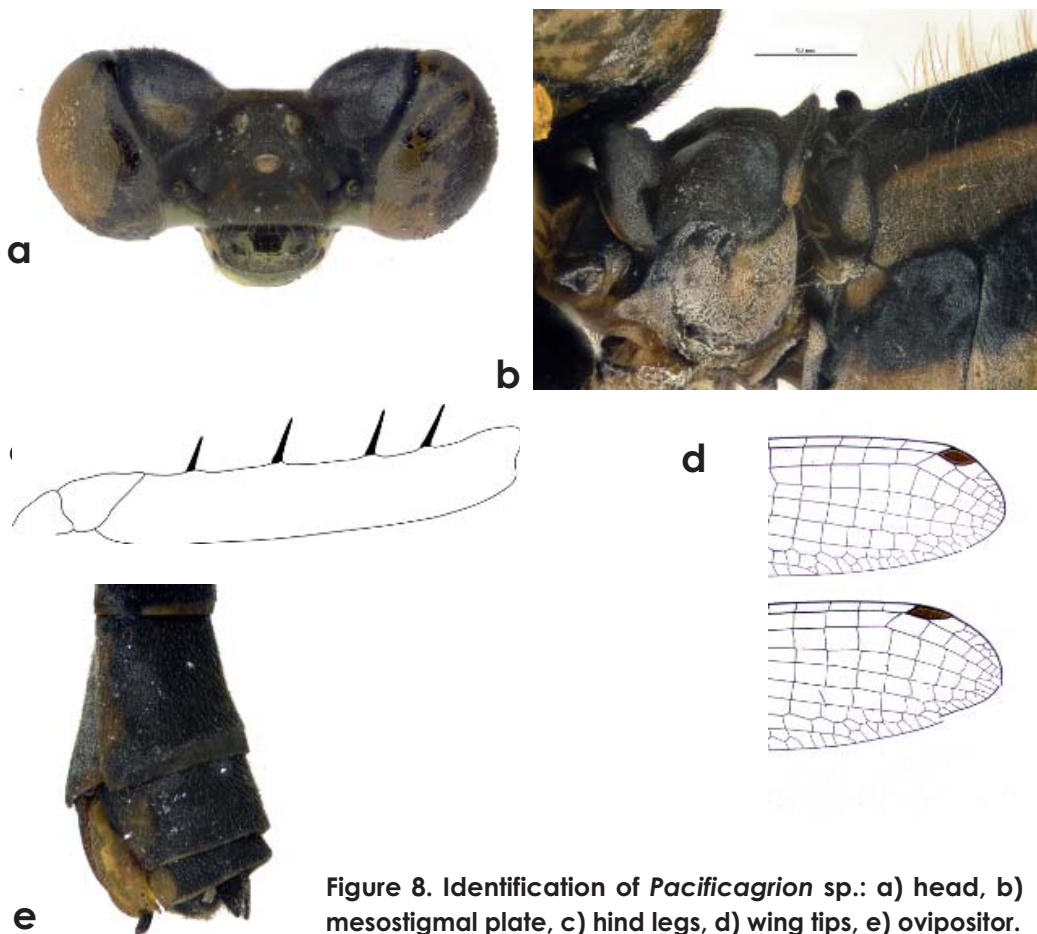 a
b
d
e
Figure 8. Identification of Pacificagrion sp.: a) head, b)
mesostigmal plate, c) hind legs, d) wing tips, e) ovipositor.